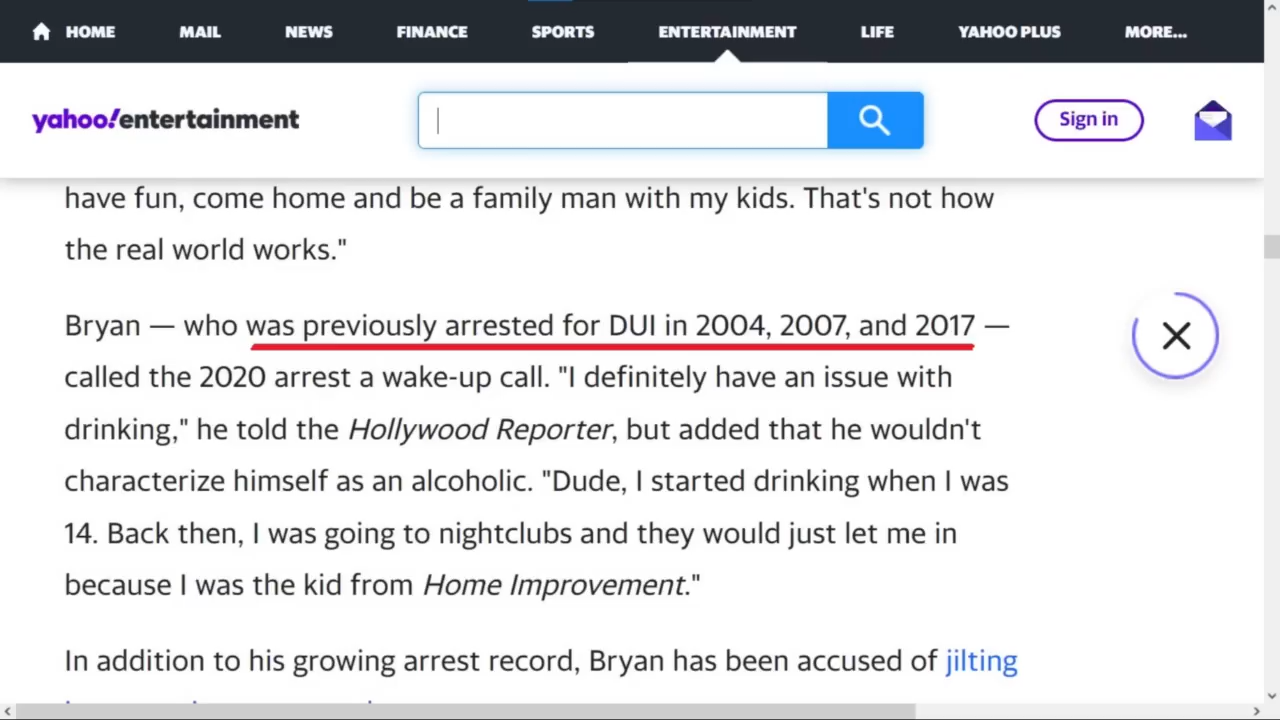 HOME MAIL NEWS FINANCE SPORTS ENTERTAINMENT LIFE YAHOO PLUS MORE...
yahoo!entertainment Sign in
have fun, come home and be a family man with my kids. That's not how
the real world works."
Bryan — who was previously arrested for DUI in 2004, 2007, and 2017 —
called the 2020 arrest a wake-up call. "I definitely have an issue with
drinking," he told the Hollywood Reporter, but added that he wouldn't
characterize himself as an alcoholic. "Dude, I started drinking when I was
14. Back then, I was going to nightclubs and they would just let me in
because I was the kid from Home Improvement."
In addition to his growing arrest record, Bryan has been accused of jilting